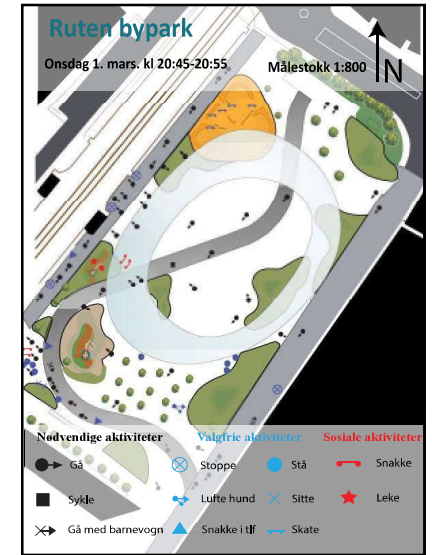 Ruten bypark
Onsdag 1. mars. kl 20:45-20:55 Målestokk 1:800 N
Nødvendige aktiviteter Valgfrie aktiviteter Sosiale aktiviteter
Gå Stoppe Stå Snakke
Sykle Lufte hund Sitte Leke
Gå med barnevogn Snakke i tlf Skate